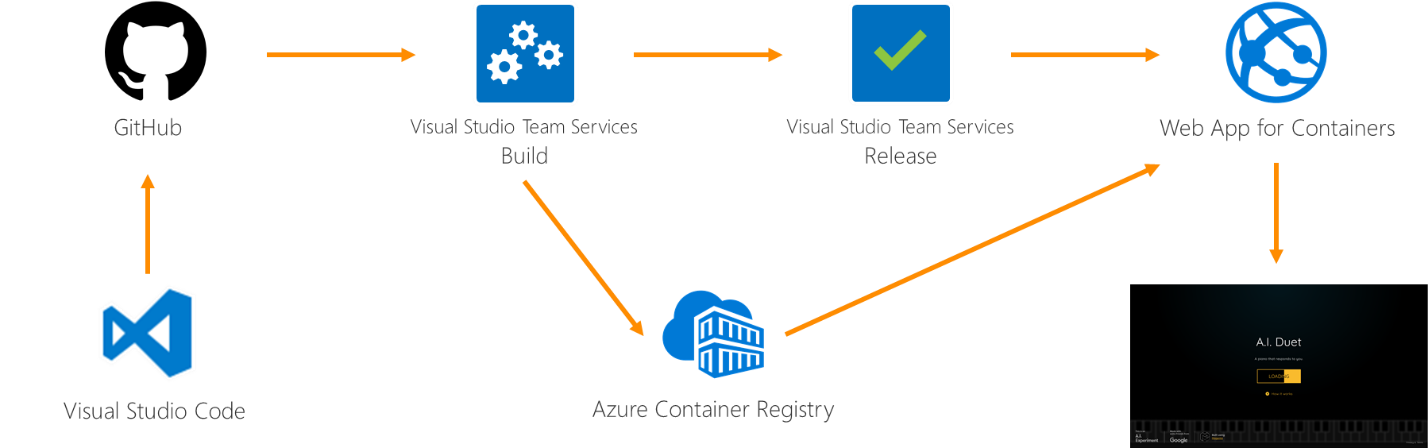 GitHub
Visual Studio Team Services
Build
Visual Studio Team Services
Release
Web App for Containers
Visual Studio Code
Azure Container Registry
A.I. Duet
A piano that responds to you.
LOADING
Experiment
Google